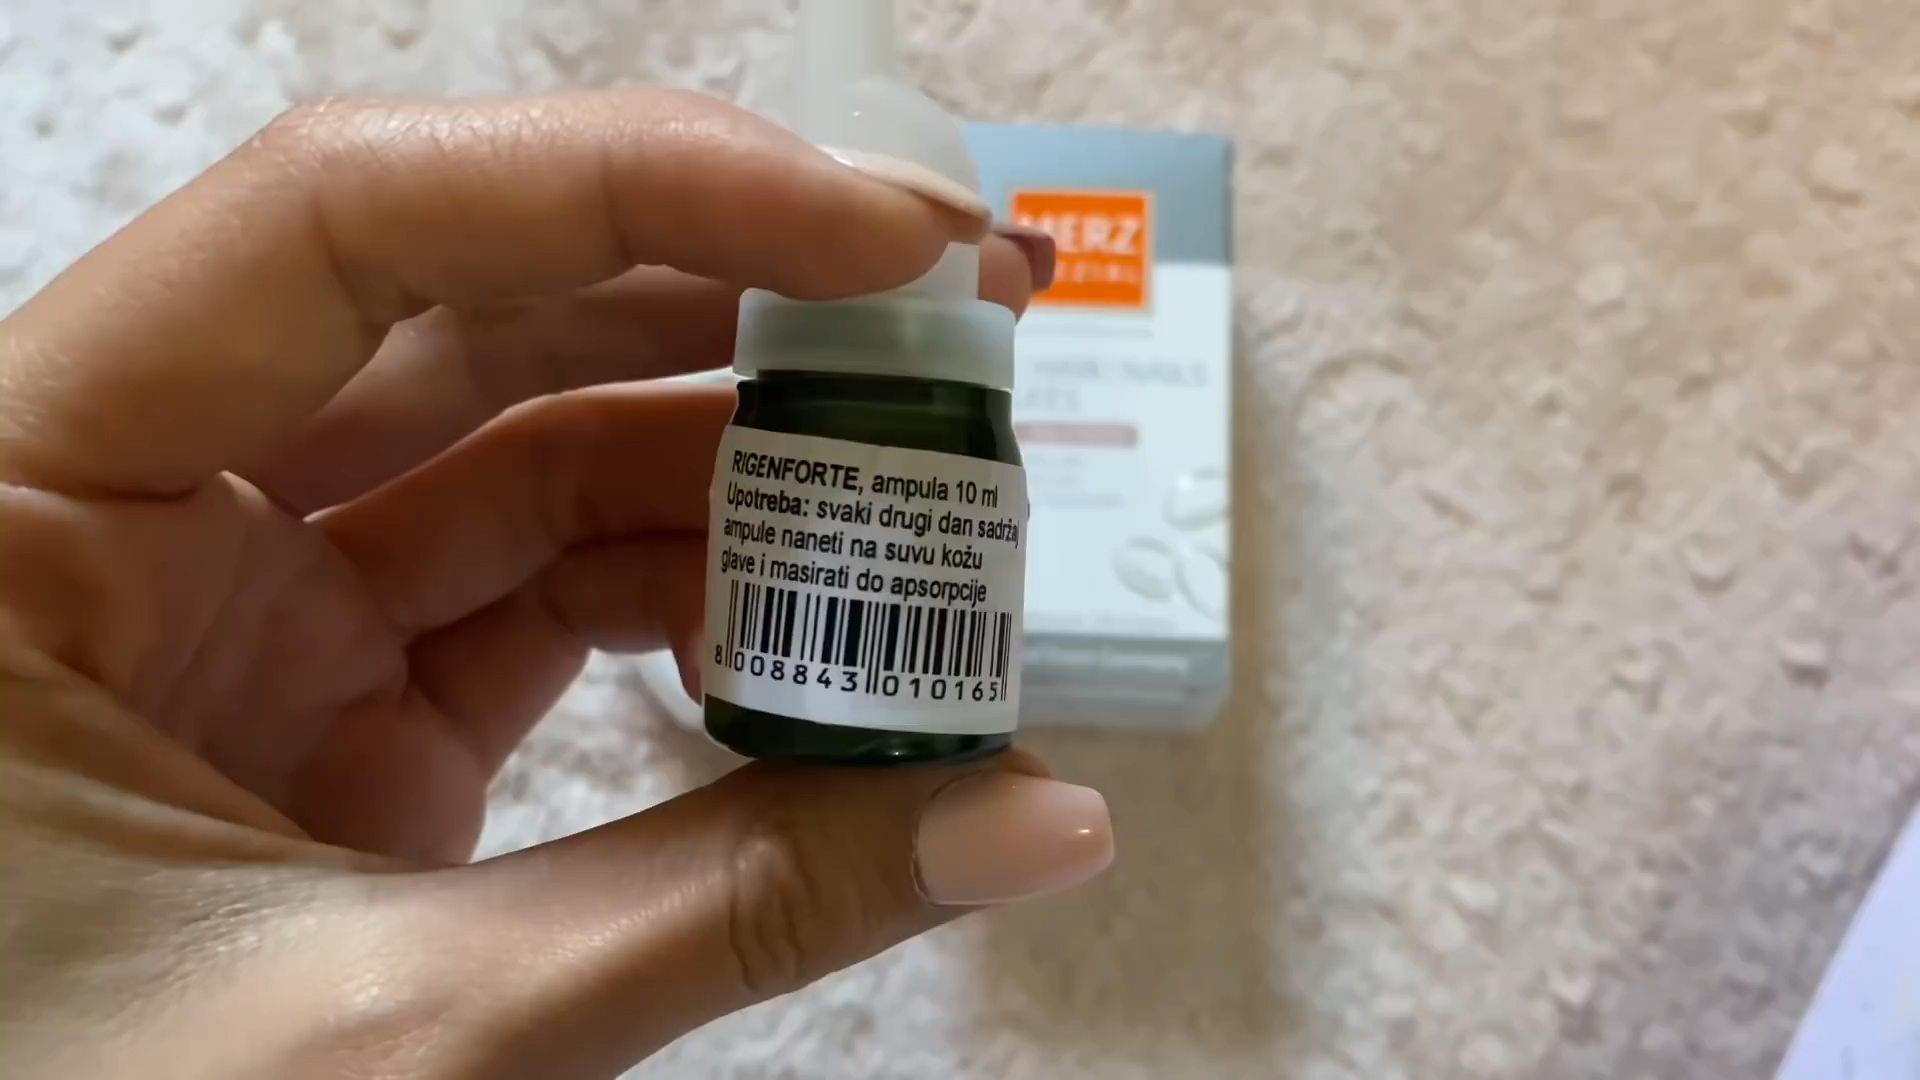 RIGENFORTE, ampula 10 ml
Upotreba: svaki drugi dan sadržaj
ampule naneti na suvu kožu
glave i masirati do apsorpcije
8 008843 010165
MERZ